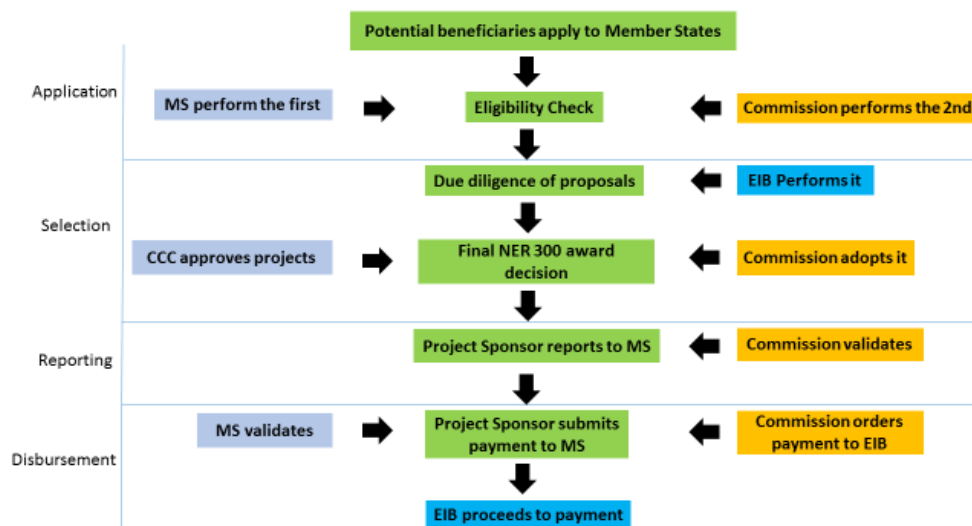 Potential beneficiaries apply to Member States
Application
MS perform the first
Eligibility Check
Commission performs the 2nd
Due diligence of proposals
EIB Performs it
Selection
CCC approves projects
Final NER 300 award
decision
Commission adopts it
Reporting
Project Sponsor reports to MS
Commission validates
MS validates
Project Sponsor submits
payment to MS
Commission orders
payment to EIB
Disbursement
EIB proceeds to payment